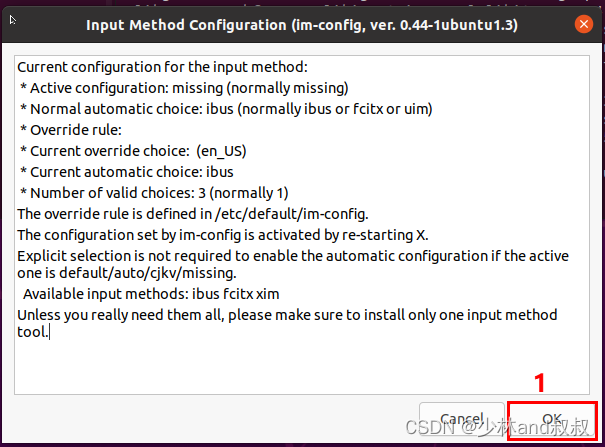 Input Method Configuration (im-config, ver. 0.44-1ubuntu1.3)
Current configuration for the input method:
* Active configuration: missing (normally missing)
* Normal automatic choice: ibus (normally ibus or fcitx or uim)
* Override rule:
* Current override choice:  (en_US)
* Current automatic choice: ibus
* Number of valid choices: 3 (normally 1)
The override rule is defined in /etc/default/im-config.
The configuration set by im-config is activated by re-starting X.
Explicit selection is not required to enable the automatic configuration if the active
one is default/auto/cjkv/missing.
Available input methods: ibus fcitx xim
Unless you really need them all, please make sure to install only one input method
tool.
1
Cancel OK
CSDN @少林and叔叔